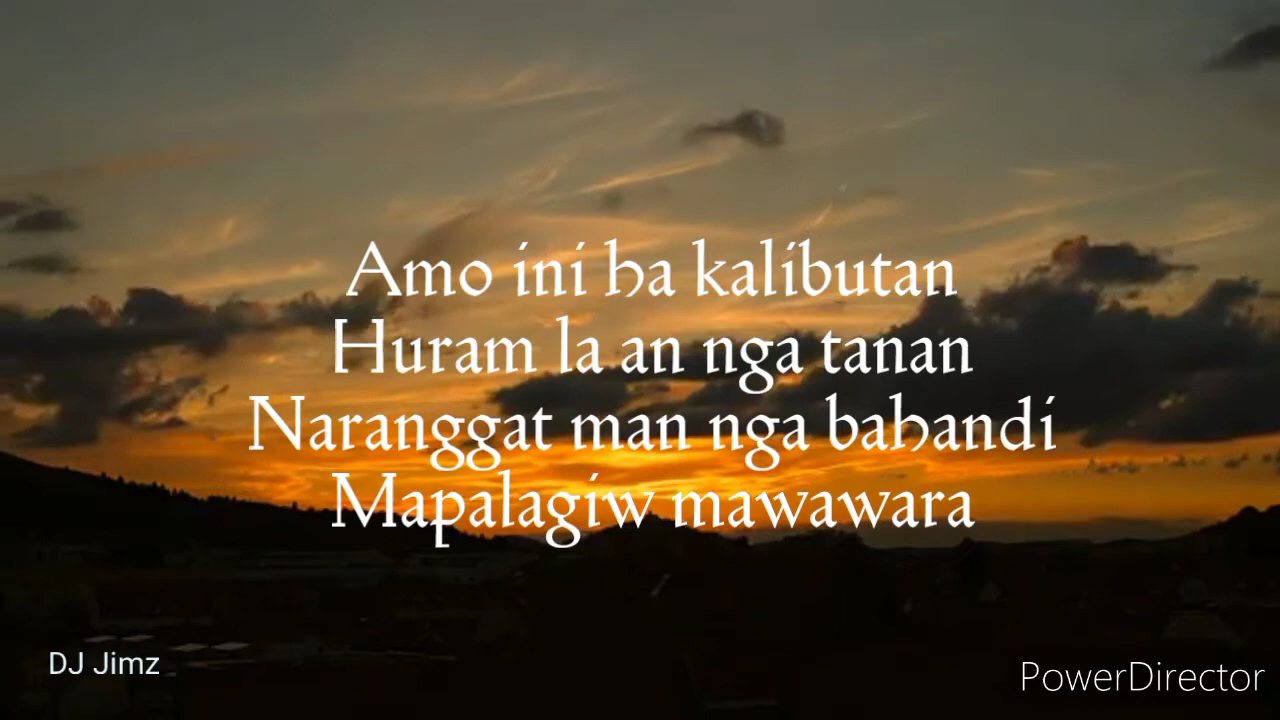 Amo ini ha kalibutan
Huram la an nga tanan
Naranggat man nga bahandi
Mapalagiw mawawara
DJ Jimz
PowerDirector